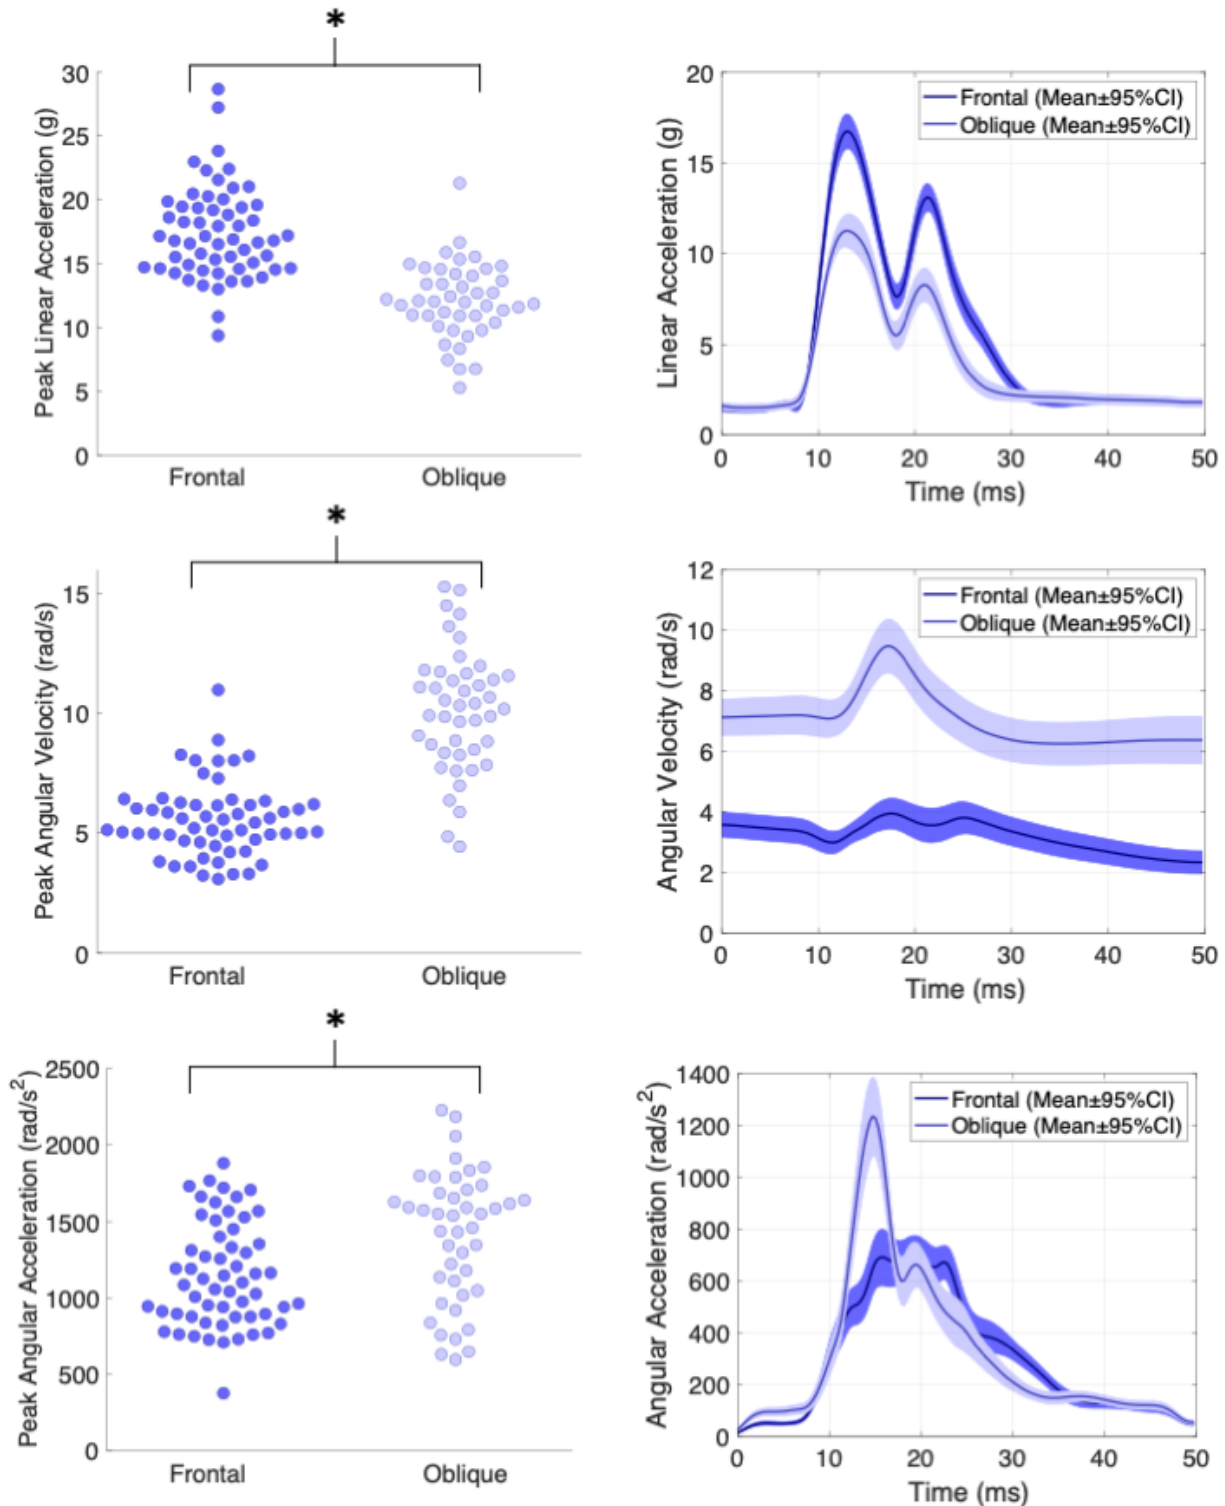 *
30
25
20
15
10
5
0
Peak Linear Acceleration (g)
Frontal Oblique
20
15
10
5
0
Linear Acceleration (g)
Frontal (Mean±95%CI)
Oblique (Mean±95%CI)
0 10 20 30 40 50
Time (ms)
*
15
10
5
0
Peak Angular Velocity (rad/s)
Frontal Oblique
12
10
8
6
4
2
0
Angular Velocity (rad/s)
Frontal (Mean±95%CI)
Oblique (Mean±95%CI)
0 10 20 30 40 50
Time (ms)
*
2500
2000
1500
1000
500
0
Peak Angular Acceleration (rad/s²)
Frontal Oblique
1400
1200
1000
800
600
400
200
0
Angular Acceleration (rad/s²)
Frontal (Mean±95%CI)
Oblique (Mean±95%CI)
0 10 20 30 40 50
Time (ms)